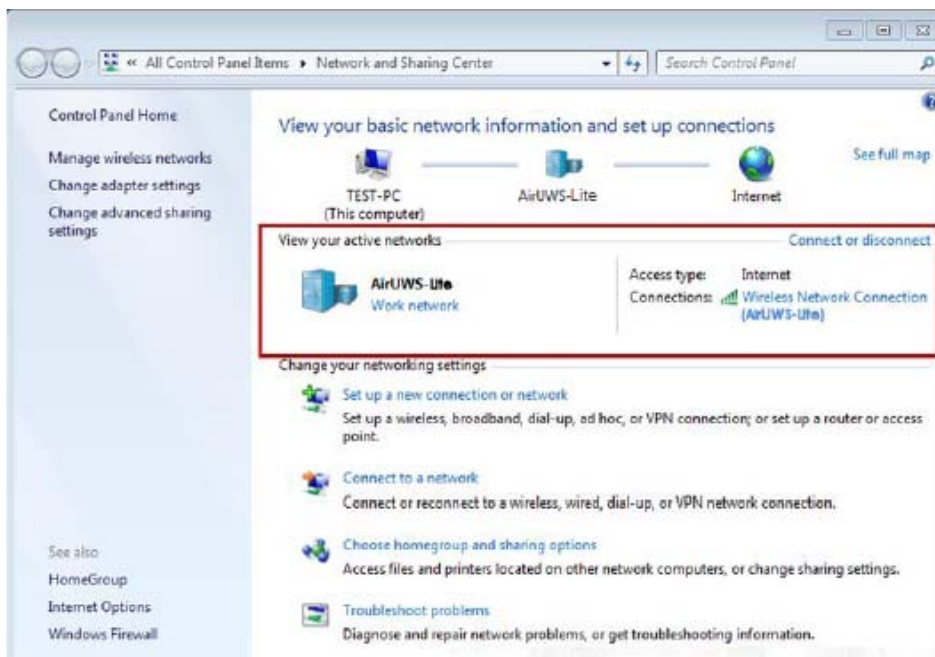 « All Control Panel Items ▸ Network and Sharing Center
Search Control Panel
Control Panel Home
Manage wireless networks
Change adapter settings
Change advanced sharing
settings
See also
HomeGroup
Internet Options
Windows Firewall
View your basic network information and set up connections
See full map
TEST-PC
(This computer)
AirUWS-Lite
Internet
View your active networks
Connect or disconnect
AirUWS-Lite
Work network
Access type: Internet
Connections: Wireless Network Connection
(AirUWS-Lite)
Change your networking settings
Set up a new connection or network
Set up a wireless, broadband, dial-up, ad hoc, or VPN connection; or set up a router or access
point.
Connect to a network
Connect or reconnect to a wireless, wired, dial-up, or VPN network connection.
Choose homegroup and sharing options
Access files and printers located on other network computers, or change sharing settings.
Troubleshoot problems
Diagnose and repair network problems, or get troubleshooting information.